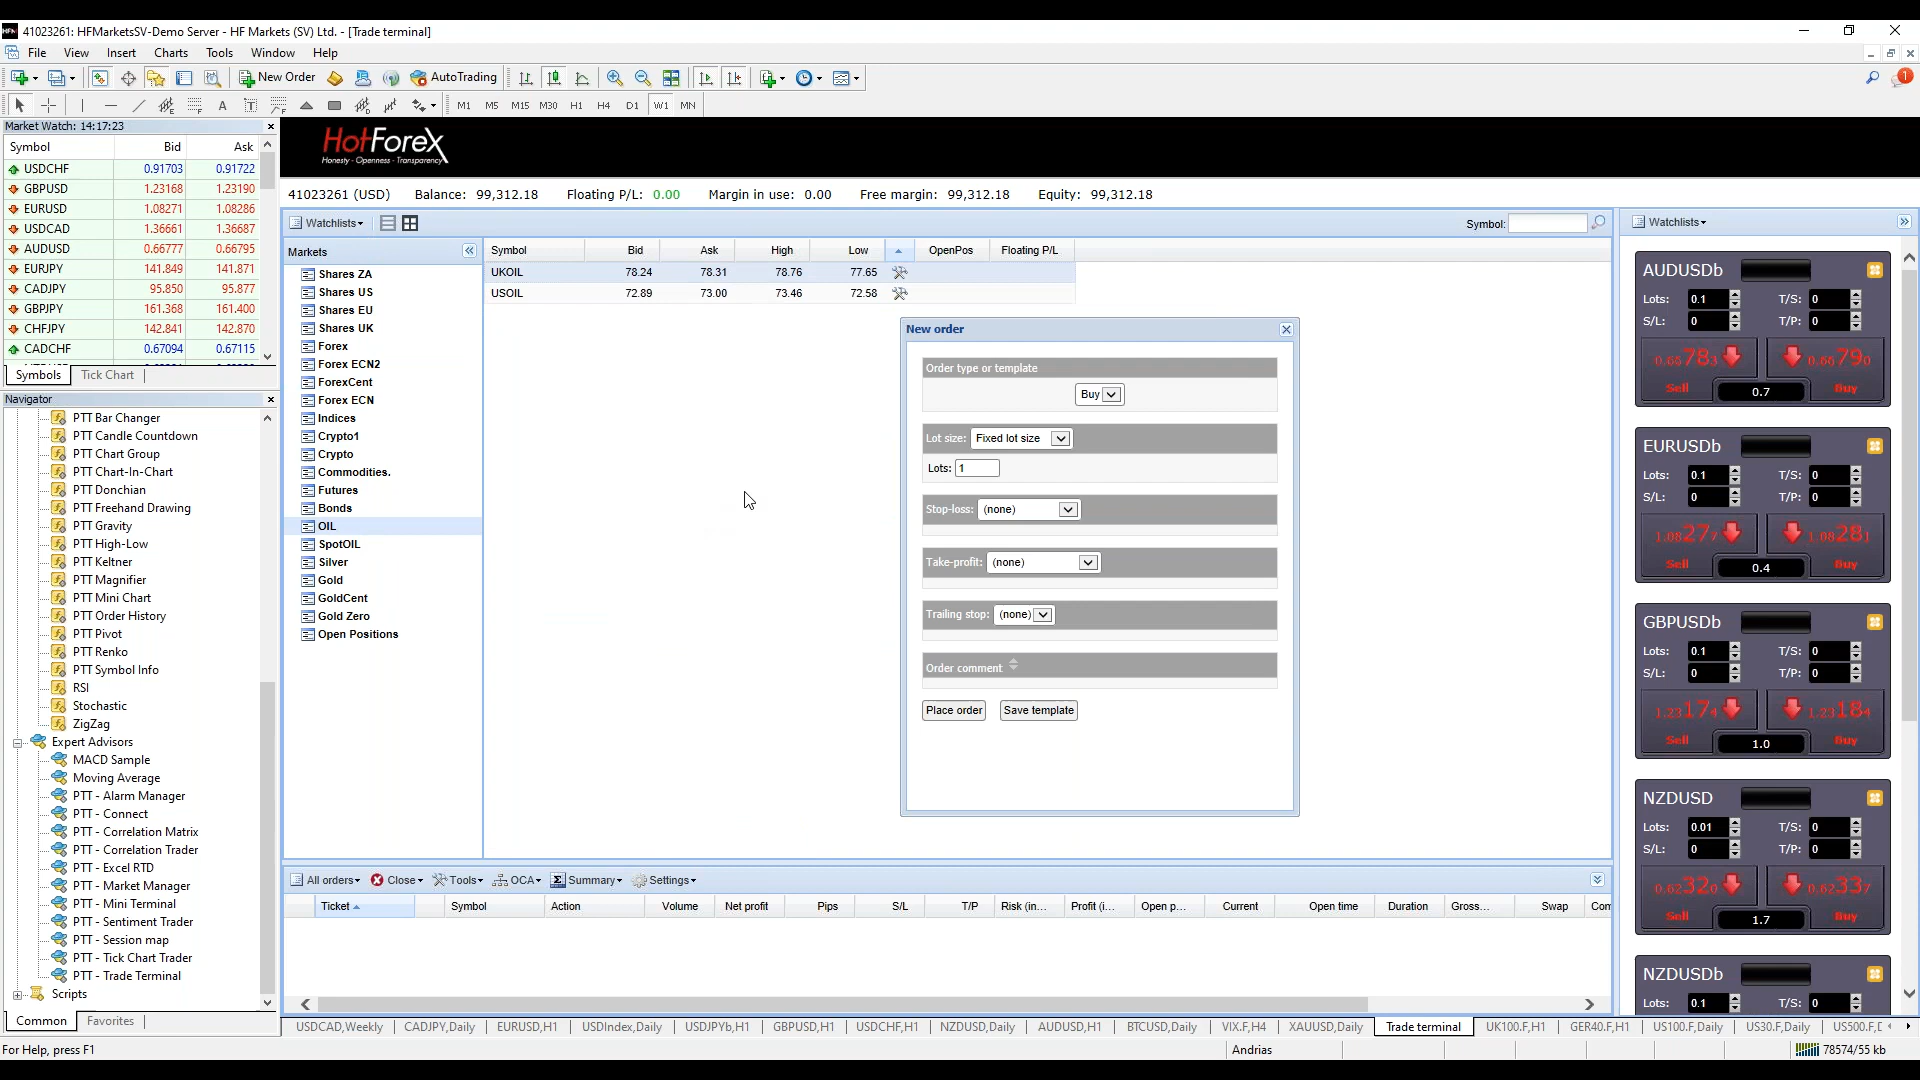 41023261: HFMarketsSV-Demo Server - HF Markets (SV) Ltd. - [Trade terminal]
File View Insert Charts Tools Window Help
New Order AutoTrading 1
A T M1 M5 M15 M30 H1 H4 D1 W1 MN
Market Watch: 14:17:23
Symbol Bid Ask
USDCHF 0.91703 0.91722
GBPUSD 1.23168 1.23190
EURUSD 1.08271 1.08286
USDCAD 1.36661 1.36687
AUDUSD 0.66777 0.66795
EURJPY 141.849 141.871
CADJPY 95.850 95.877
GBPJPY 161.368 161.400
CHFJPY 142.841 142.870
CADCHF 0.67094 0.67115
Symbols Tick Chart
Navigator
PTT Bar Changer
PTT Candle Countdown
PTT Chart Group
PTT Chart-In-Chart
PTT Donchian
PTT Freehand Drawing
PTT Gravity
PTT High-Low
PTT Keltner
PTT Magnifier
PTT Mini Chart
PTT Order History
PTT Pivot
PTT Renko
PTT Symbol Info
RSI
Stochastic
ZigZag
Expert Advisors
MACD Sample
Moving Average
PTT - Alarm Manager
PTT - Connect
PTT - Correlation Matrix
PTT - Correlation Trader
PTT - Excel RTD
PTT - Market Manager
PTT - Mini Terminal
PTT - Sentiment Trader
PTT - Session map
PTT - Tick Chart Trader
PTT - Trade Terminal
Scripts
Common Favorites
HotForex
Honesty - Openness - Transparency
41023261 (USD) Balance: 99,312.18 Floating P/L: 0.00 Margin in use: 0.00 Free margin: 99,312.18 Equity: 99,312.18
Watchlists Symbol:
Markets
Shares ZA
Shares US
Shares EU
Shares UK
Forex
Forex ECN2
ForexCent
Forex ECN
Indices
Crypto1
Crypto
Commodities.
Futures
Bonds
OIL
SpotOIL
Silver
Gold
GoldCent
Gold Zero
Open Positions
Symbol Bid Ask High Low OpenPos Floating P/L
UKOIL 78.24 78.31 78.76 77.65
USOIL 72.89 73.00 73.46 72.58
New order
Order type or template
Buy
Lot size: Fixed lot size
Lots: 1
Stop-loss: (none)
Take-profit: (none)
Trailing stop: (none)
Order comment
Place order Save template
All orders Close Tools OCA Summary Settings
Ticket Symbol Action Volume Net profit Pips S/L T/P Risk (in... Profit (i... Open p... Current Open time Duration Gross... Swap Com
Watchlists
AUDUSDb
Lots: 0.1 T/S: 0
S/L: 0 T/P: 0
0.66783 0.66790
Sell 0.7 Buy
EURUSDb
Lots: 0.1 T/S: 0
S/L: 0 T/P: 0
1.08277 1.08281
Sell 0.4 Buy
GBPUSDb
Lots: 0.1 T/S: 0
S/L: 0 T/P: 0
1.23174 1.23184
Sell 1.0 Buy
NZDUSD
Lots: 0.01 T/S: 0
S/L: 0 T/P: 0
0.62320 0.62337
Sell 1.7 Buy
NZDUSDb
Lots: 0.1 T/S: 0
USDCAD,Weekly CADJPY,Daily EURUSD,H1 USDIndex,Daily USDJPYb,H1 GBPUSD,H1 USDCHF,H1 NZDUSD,Daily AUDUSD,H1 BTCUSD,Daily VIX.F,H4 XAUUSD,Daily Trade terminal UK100.F,H1 GER40.F,H1 US100.F,Daily US30.F,Daily US500.F,D
For Help, press F1 Andrias 78574/55 kb